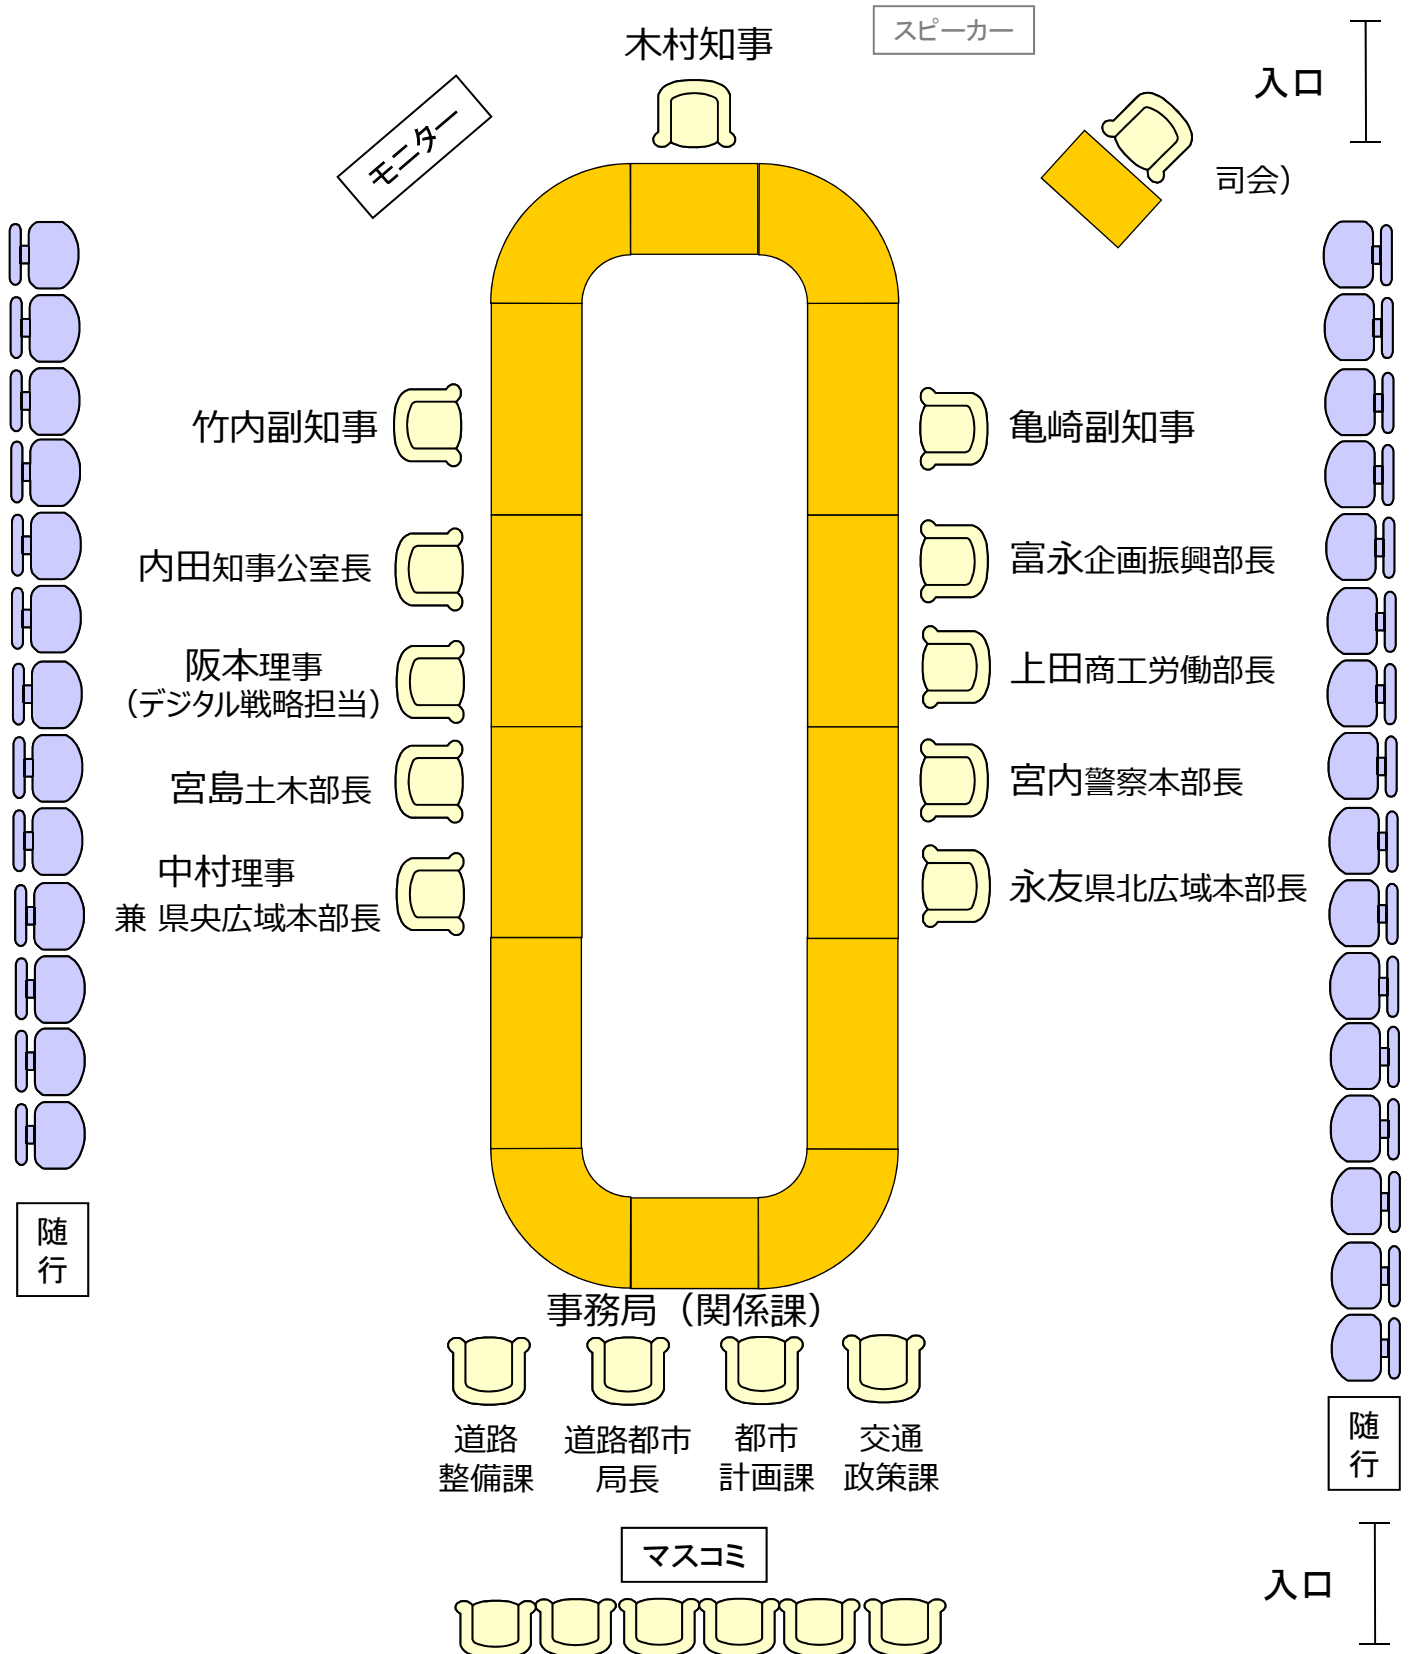 スピーカー
木村知事
入口
モニター
司会）
竹内副知事
亀崎副知事
内田知事公室長
富永企画振興部長
阪本理事
（デジタル戦略担当）
上田商工労働部長
宮島土木部長
宮内警察本部長
中村理事
兼 県央広域本部長
永友県北広域本部長
随
行
事務局（関係課）
道路
整備課
道路都市
局長
都市
計画課
交通
政策課
随
行
マスコミ
入口